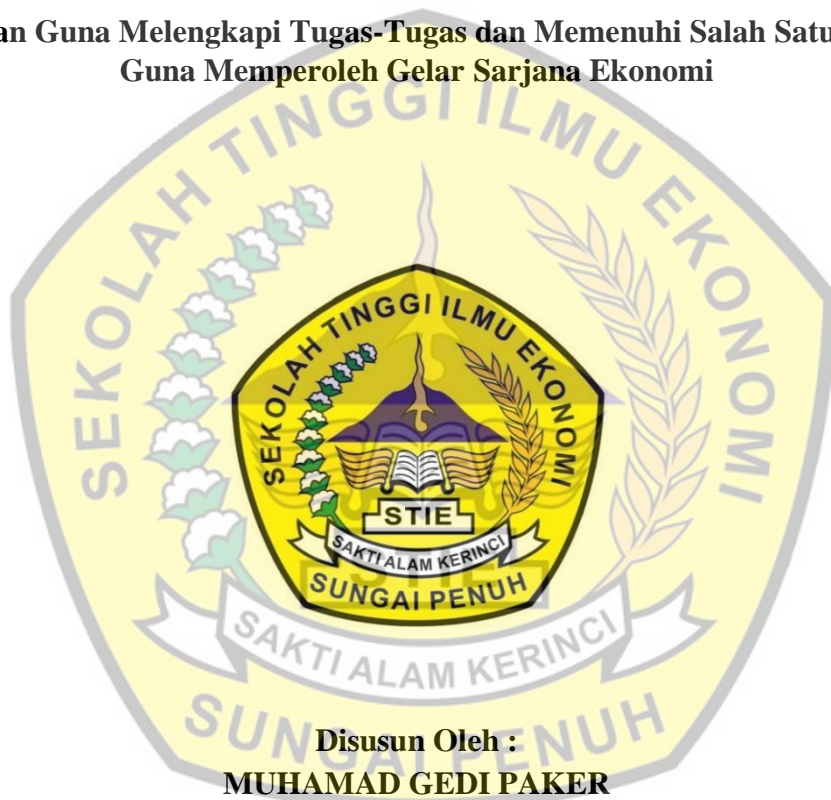 an Guna Melengkapi Tugas-Tugas dan Memenuhi Salah Satu
Guna Memperoleh Gelar Sarjana Ekonomi
SEKOLAH TINGGI ILMU EKONOMI
SEKOLAH TINGGI ILMU EKONOMI
STIE
SAKTI ALAM KERINCI
SUNGAI PENUH
STIE
SAKTI ALAM KERINCI
SUNGAI PENUH
Disusun Oleh :
MUHAMAD GEDI PAKER